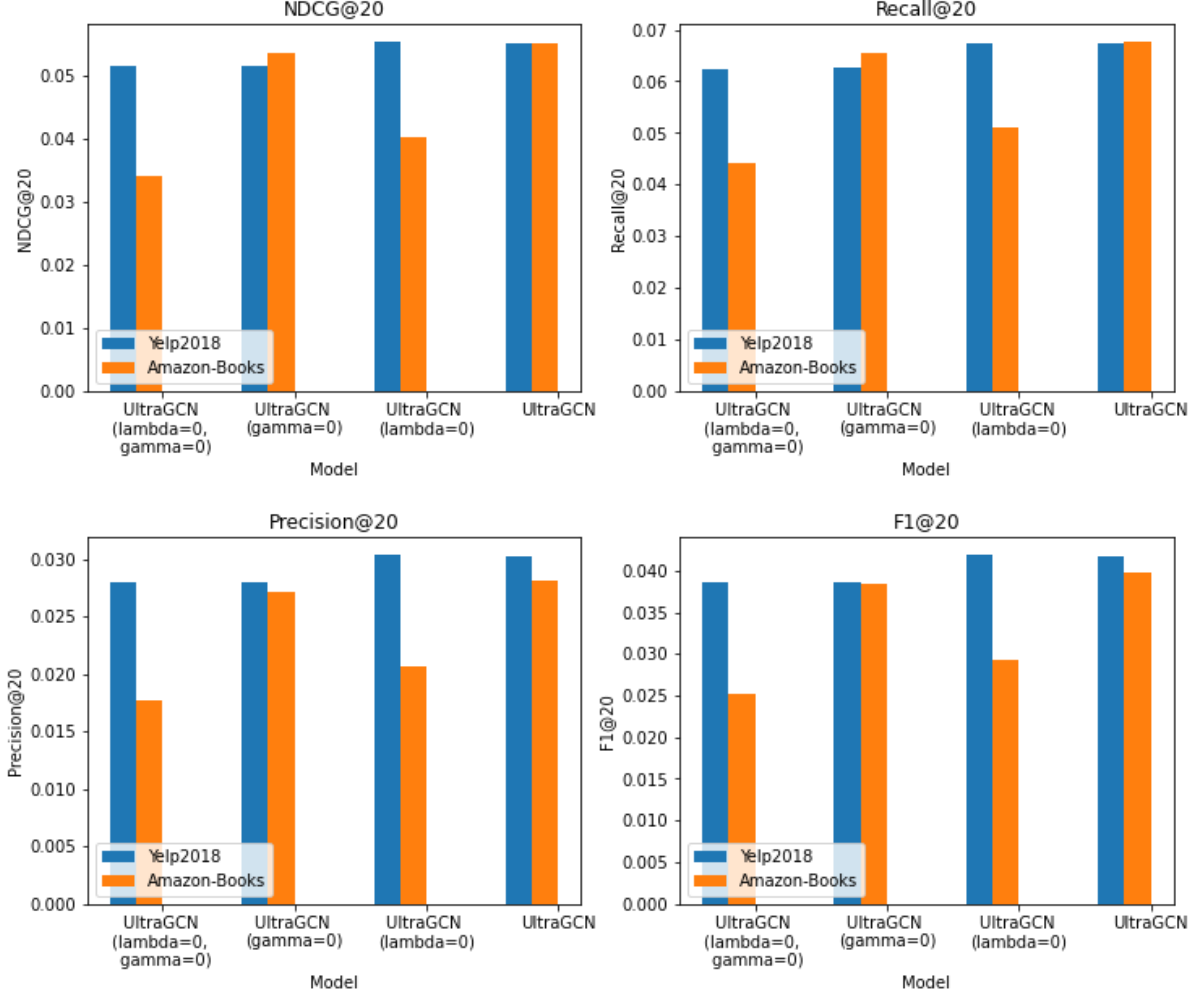 NDCG@20
NDCG@20
0.05
0.04
0.03
0.02
0.01
0.00
Yelp2018
Amazon-Books
UltraGCN
(lambda=0,
gamma=0)
UltraGCN
(gamma=0)
UltraGCN
(lambda=0)
UltraGCN
Model
Recall@20
Recall@20
0.07
0.06
0.05
0.04
0.03
0.02
0.01
0.00
Yelp2018
Amazon-Books
UltraGCN
(lambda=0,
gamma=0)
UltraGCN
(gamma=0)
UltraGCN
(lambda=0)
UltraGCN
Model
Precision@20
Precision@20
0.030
0.025
0.020
0.015
0.010
0.005
0.000
Yelp2018
Amazon-Books
UltraGCN
(lambda=0,
gamma=0)
UltraGCN
(gamma=0)
UltraGCN
(lambda=0)
UltraGCN
Model
F1@20
F1@20
0.040
0.035
0.030
0.025
0.020
0.015
0.010
0.005
0.000
Yelp2018
Amazon-Books
UltraGCN
(lambda=0,
gamma=0)
UltraGCN
(gamma=0)
UltraGCN
(lambda=0)
UltraGCN
Model